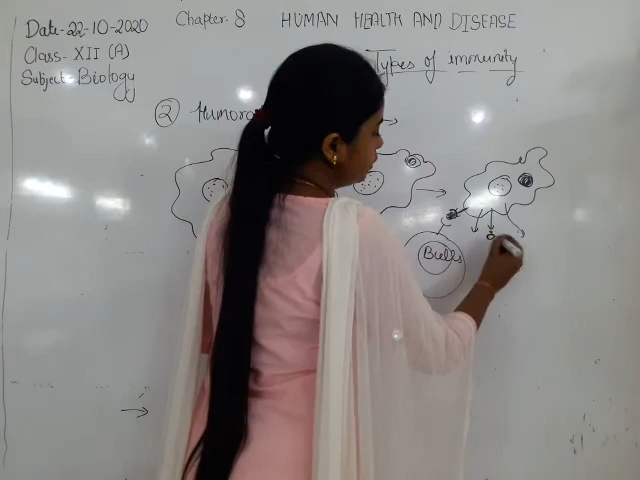 Date-22-10-2020
Chapter-8 HUMAN HEALTH AND DISEASE
Class- XII (A)
Subject-Biology
Types of immunity
② Humora
B cells